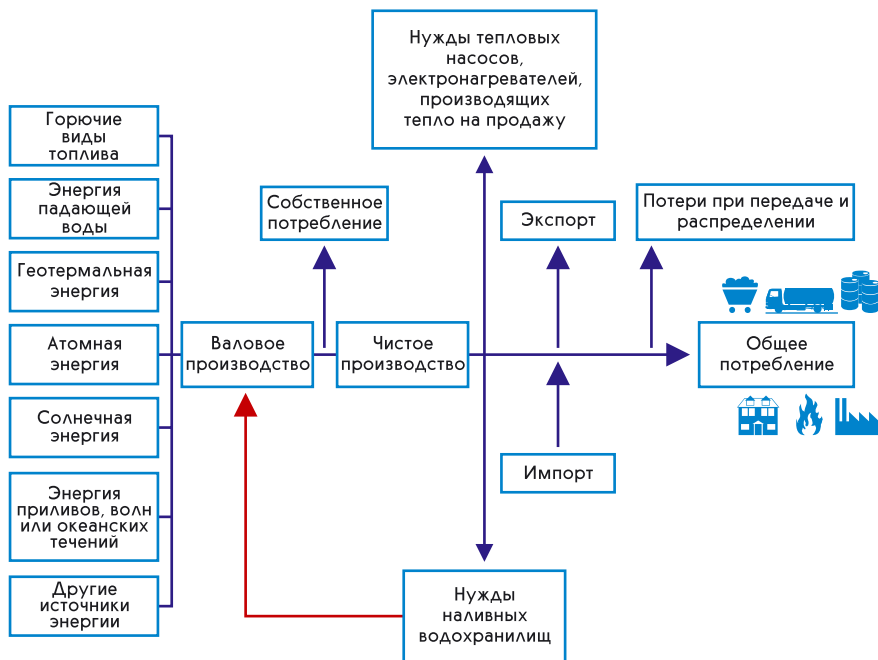 Нужды тепловых
насосов,
электронагревателей,
производящих
тепло на продажу
Горючие
виды
топлива
Энергия
падающей
воды
Геотермальная
энергия
Атомная
энергия
Солнечная
энергия
Энергия
приливов, волн
или океанских
течений
Другие
источники
энергии
Валовое
производство
Собственное
потребление
Чистое
производство
Экспорт
Импорт
Потери при передаче и
распределении
Общее
потребление
Нужды
наливных
водохранилищ